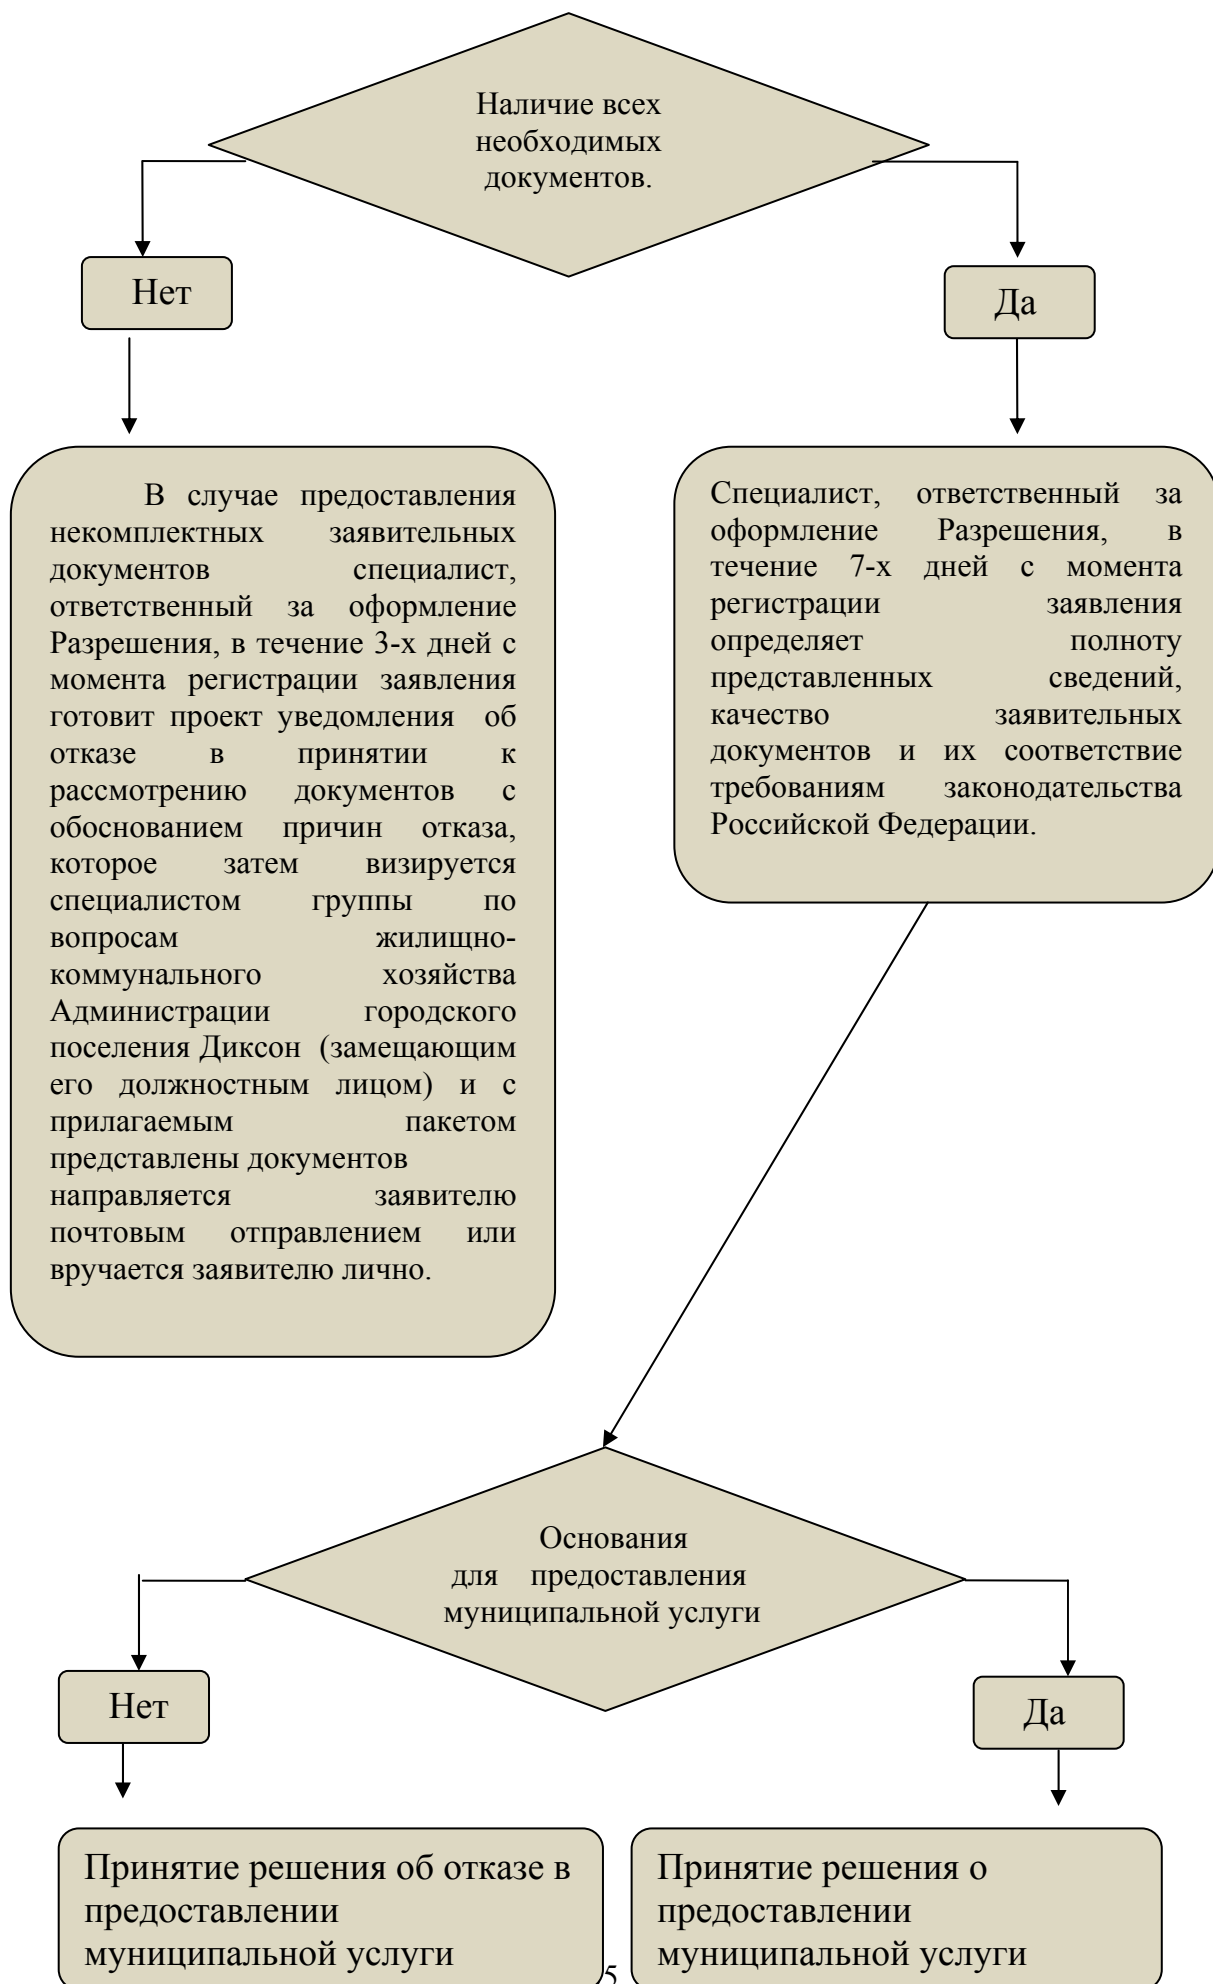 Наличие всех
необходимых
документов.
Нет
Да
В случае предоставления
некомплектных заявительных
документов специалист,
ответственный за оформление
Разрешения, в течение 3-х дней с
момента регистрации заявления
готовит проект уведомления об
отказе в принятии к
рассмотрению документов с
обоснованием причин отказа,
которое затем визируется
специалистом группы по
вопросам жилищно-
коммунального хозяйства
Администрации городского
поселения Диксон (замещающим
его должностным лицом) и с
прилагаемым пакетом
представлены документов
направляется заявителю
почтовым отправлением или
вручается заявителю лично.
Специалист, ответственный за
оформление Разрешения, в
течение 7-х дней с момента
регистрации заявления
определяет полноту
представленных сведений,
качество заявительных
документов и их соответствие
требованиям законодательства
Российской Федерации.
Основания
для предоставления
муниципальной услуги
Нет
Да
Принятие решения об отказе в
предоставлении
муниципальной услуги
Принятие решения о
предоставлении
муниципальной услуги
5